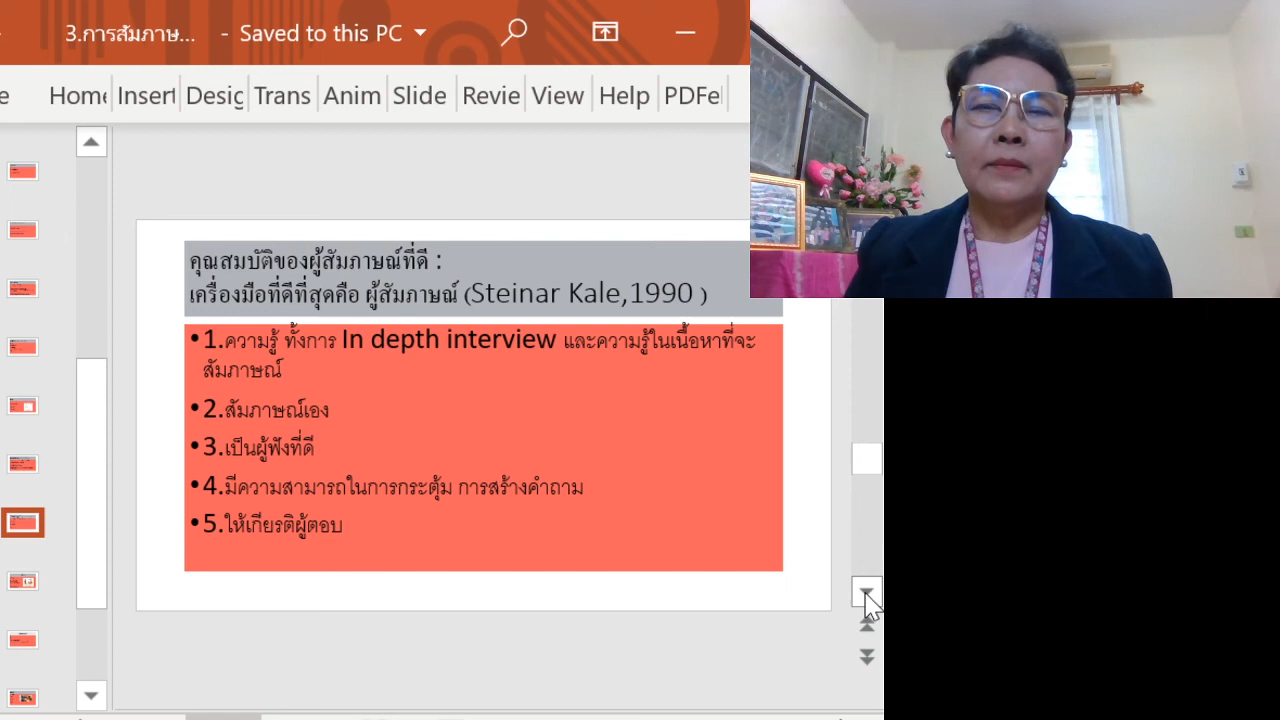 3.การสัมภาษ... - Saved to this PC
Home Insert Desig Trans Anim Slide Revie View Help PDFel
คุณสมบัติของผู้สัมภาษณ์ที่ดี :
เครื่องมือที่ดีที่สุดคือ ผู้สัมภาษณ์ (Steinar Kale,1990 )
•1.ความรู้ ทั้งการ In depth interview และความรู้ในเนื้อหาที่จะ
สัมภาษณ์
•2.สัมภาษณ์เอง
•3.เป็นผู้ฟังที่ดี
•4.มีความสามารถในการกระตุ้ม การสร้างคำถาม
•5.ให้เกียรติผู้ตอบ